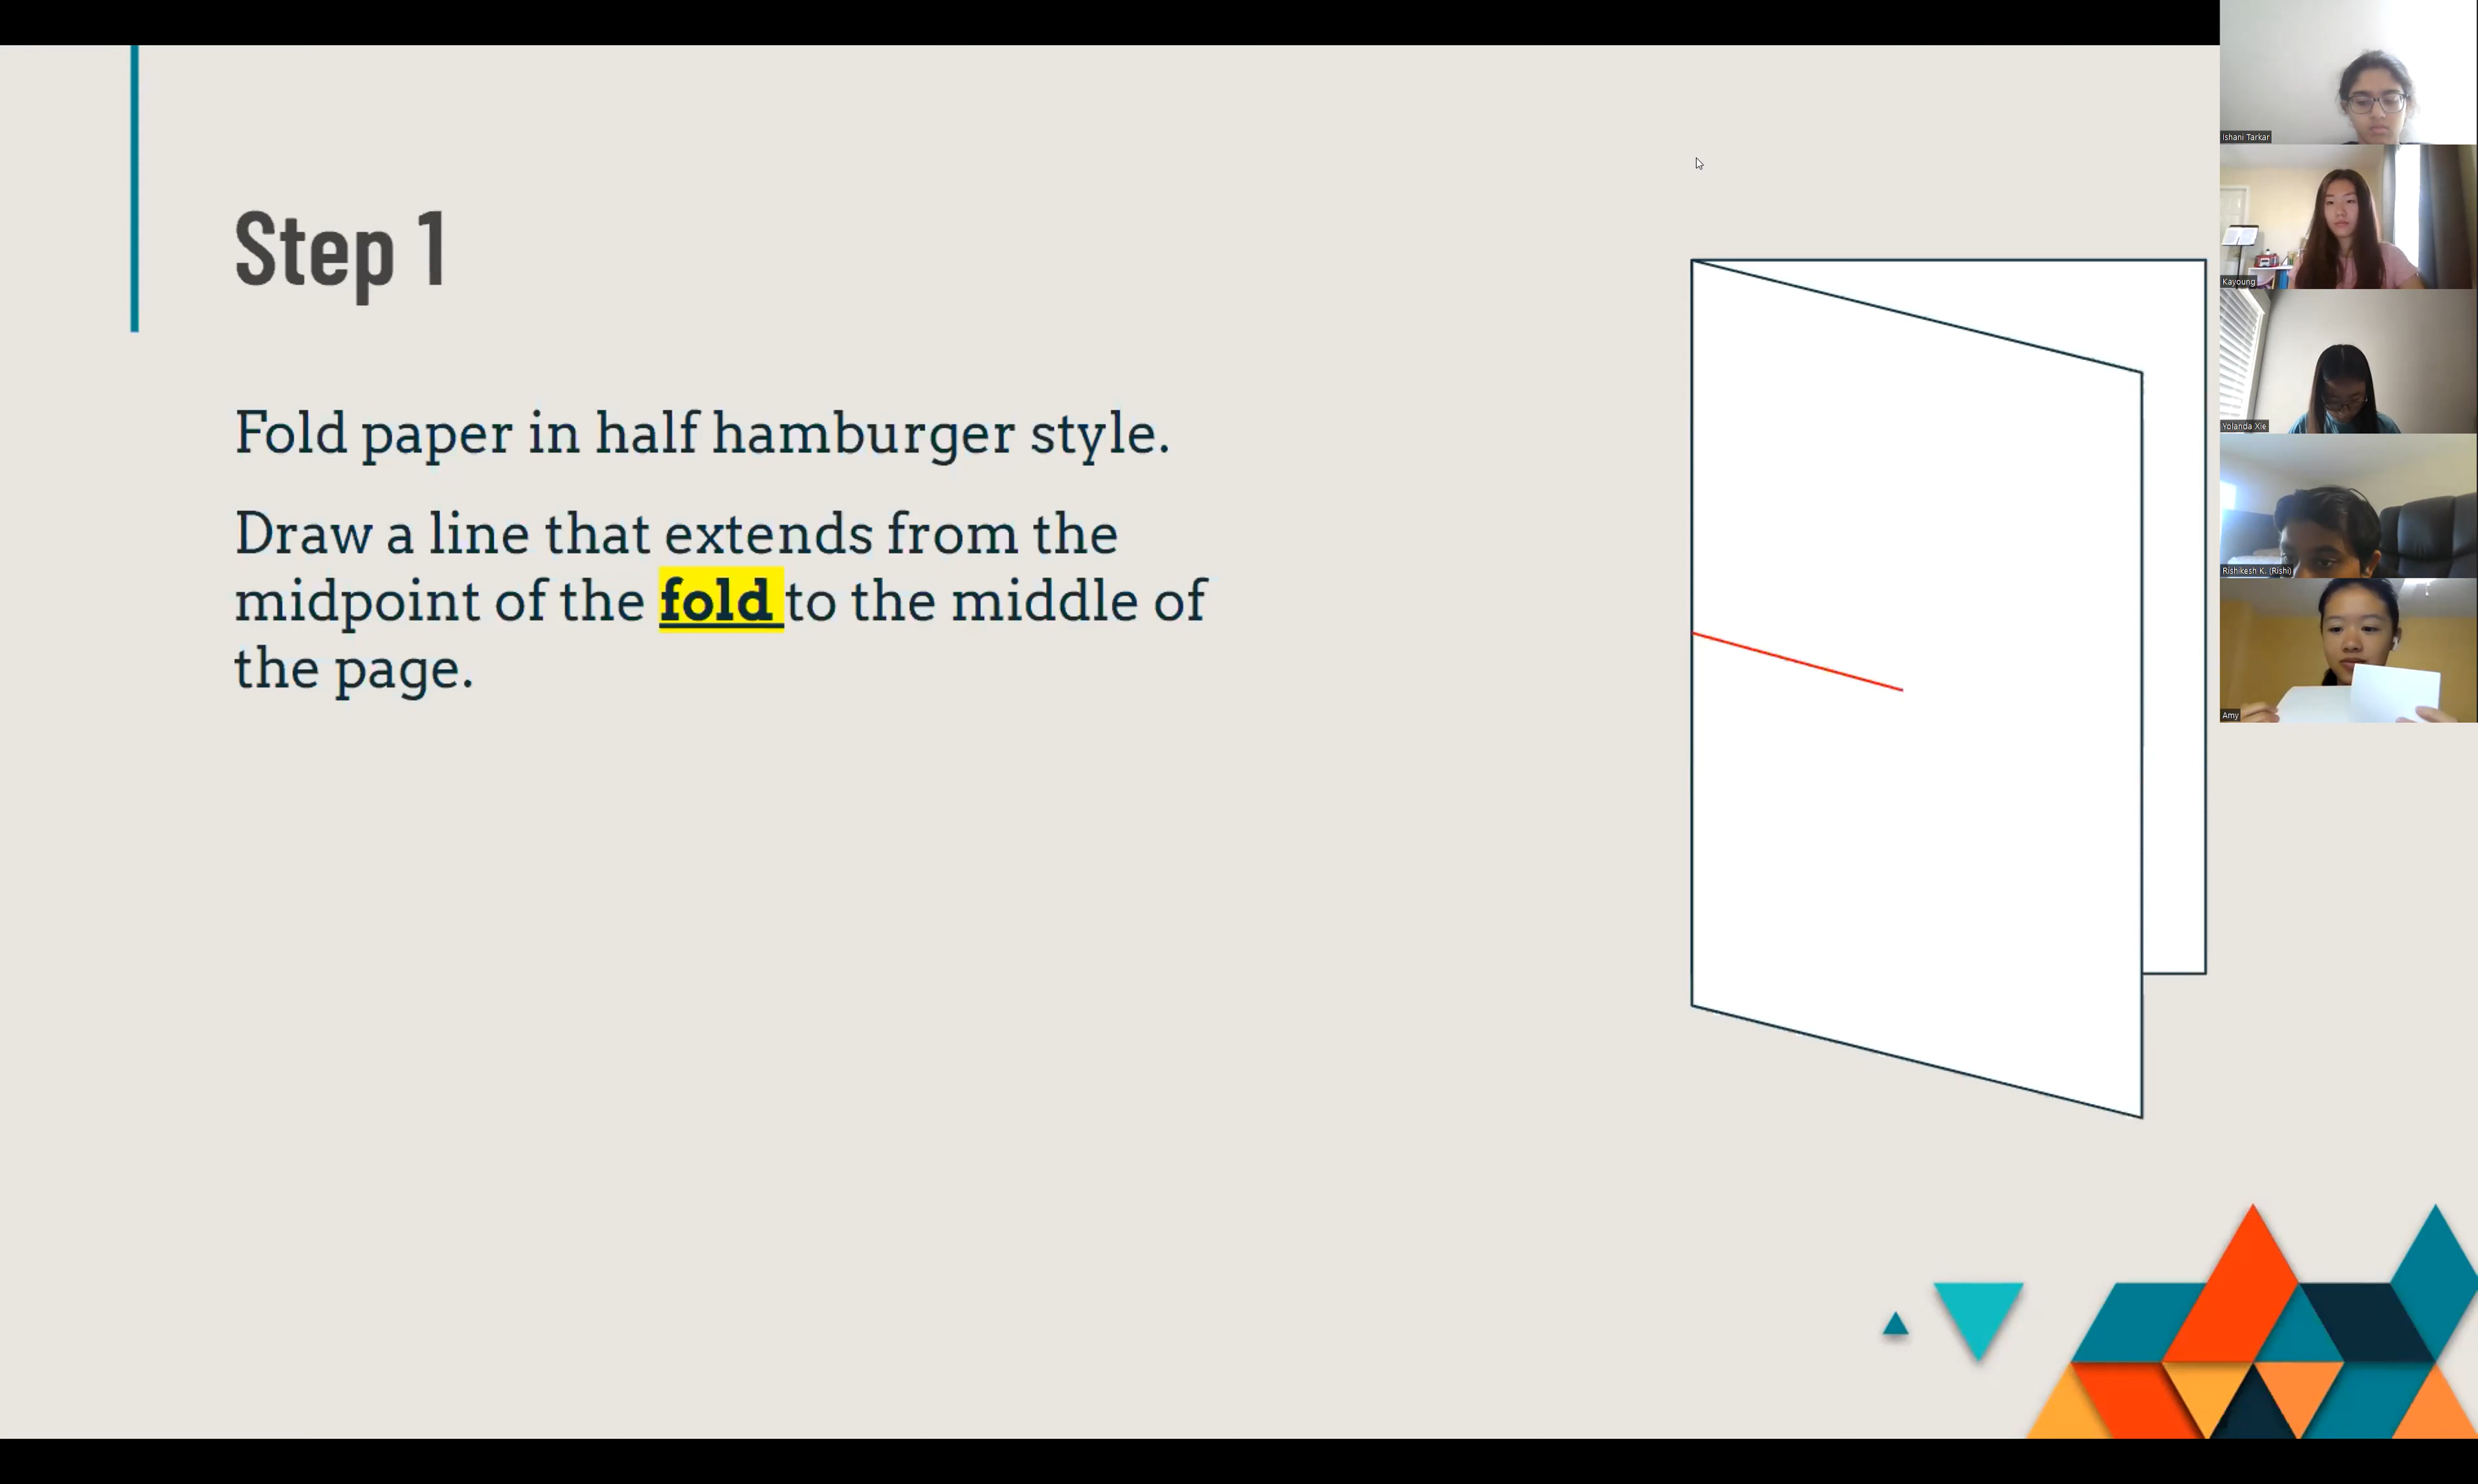 Step 1
Fold paper in half hamburger style.
Draw a line that extends from the
midpoint of the fold to the middle of
the page.
Ishani Tarkar
Kayoung
Yolanda Xie
Rishikesh K. (Rishi)
Amy